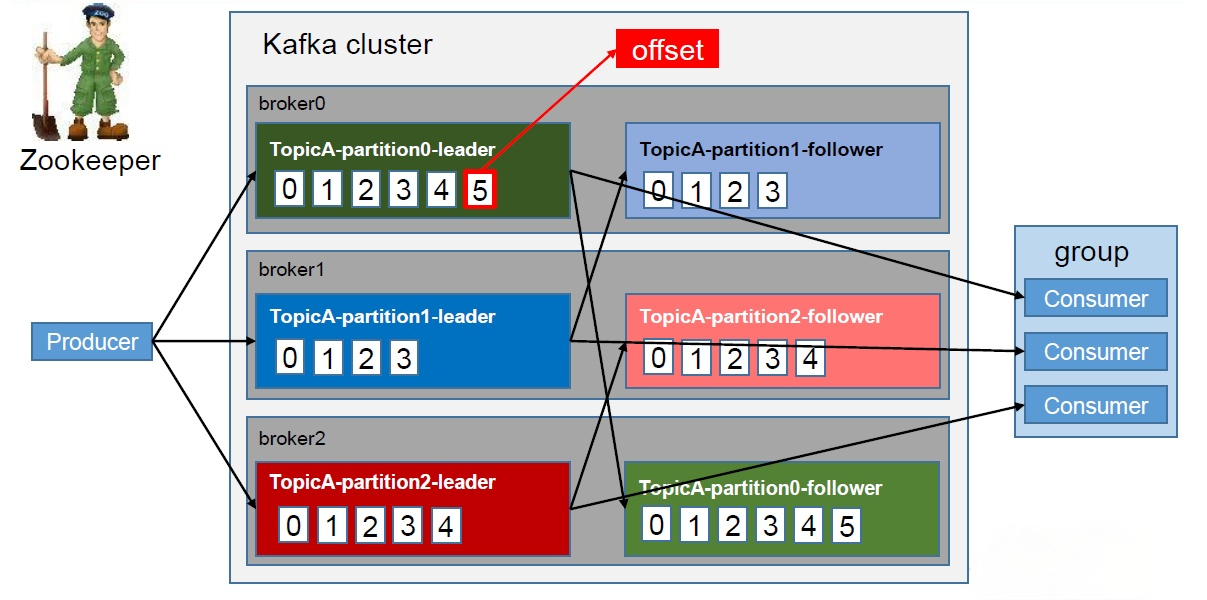 ZOO
Zookeeper
Kafka cluster
offset
broker0
TopicA-partition0-leader
0 1 2 3 4 5
TopicA-partition1-follower
0 1 2 3
broker1
TopicA-partition1-leader
0 1 2 3
TopicA-partition2-follower
0 1 2 3 4
broker2
TopicA-partition2-leader
0 1 2 3 4
TopicA-partition0-follower
0 1 2 3 4 5
Producer
group
Consumer
Consumer
Consumer